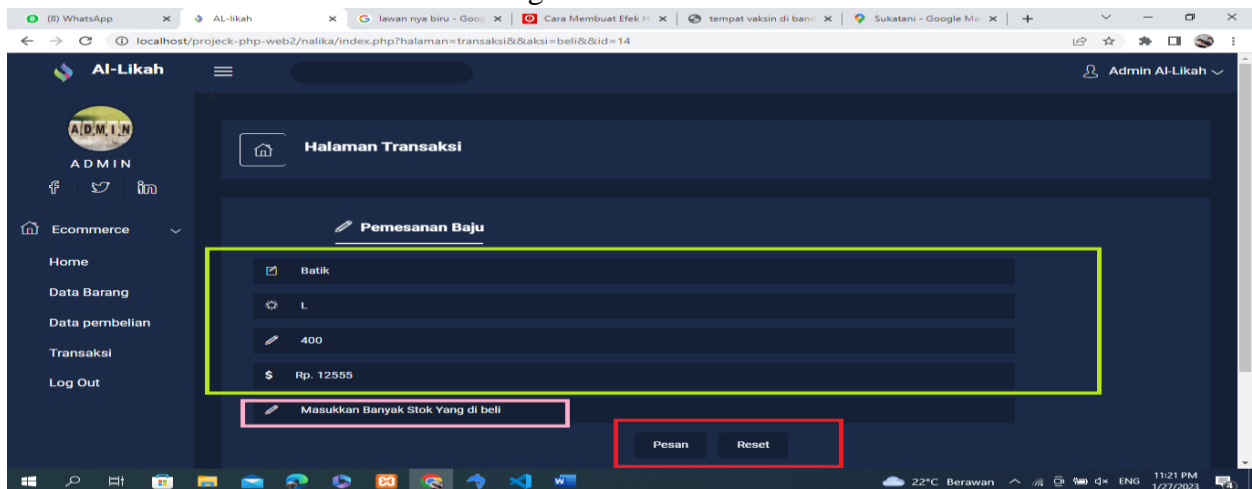 (8) WhatsApp AL-likah lawan nya biru - Goog Cara Membuat Efek H tempat vaksin di band Sukatani - Google Ma
localhost/projeck-php-web2/nalika/index.php?halaman=transaksi&&aksi=beli&&id=14
Al-Likah
Admin Al-Likah
A,D,M,I,N
ADMIN
Halaman Transaksi
Ecommerce
Home
Data Barang
Data pembelian
Transaksi
Log Out
Pemesanan Baju
Batik
L
400
$ Rp. 12555
Masukkan Banyak Stok Yang di beli
Pesan Reset
22°C Berawan ENG 11:21 PM
1/27/2023